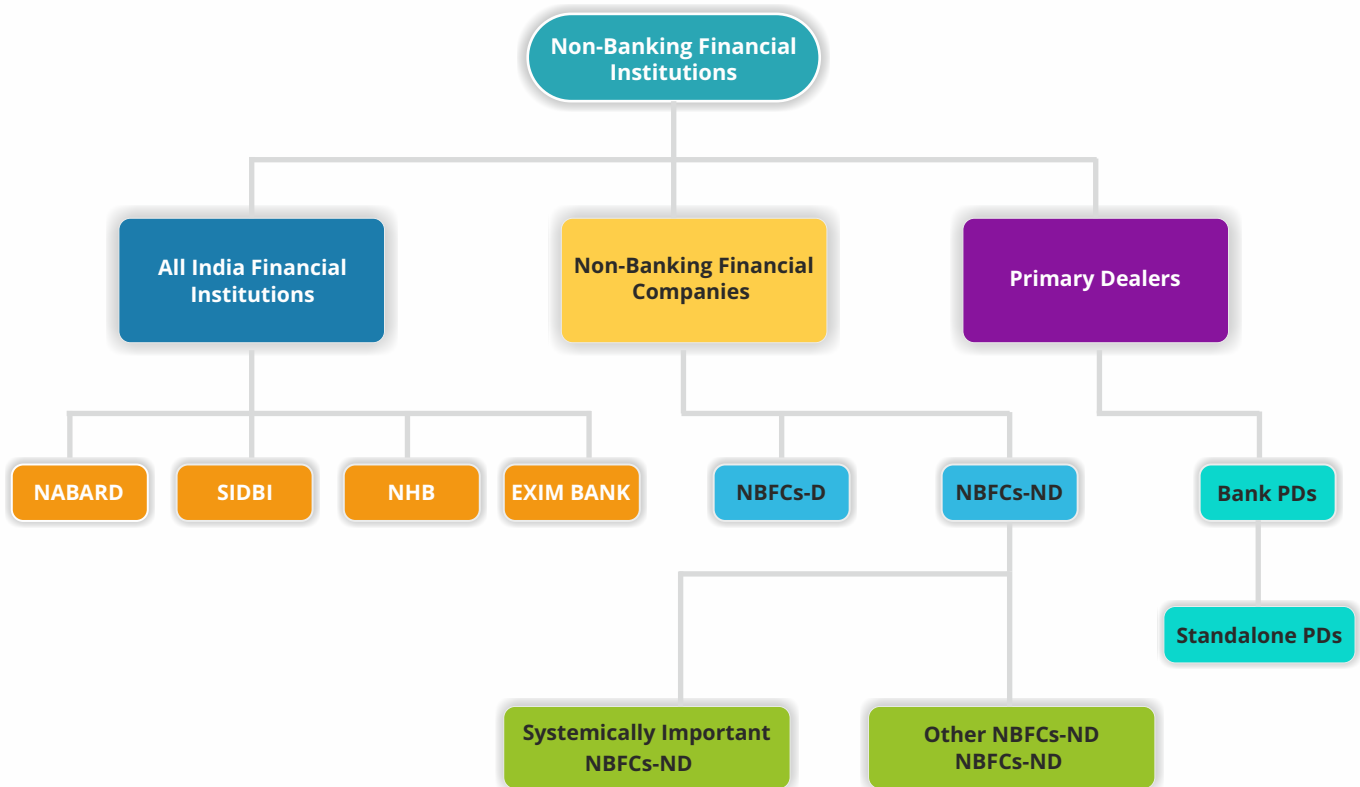 Non-Banking Financial
Institutions
All India Financial
Institutions
Non-Banking Financial
Companies
Primary Dealers
NABARD
SIDBI
NHB
EXIM BANK
NBFCs-D
NBFCs-ND
Bank PDs
Standalone PDs
Systemically Important
NBFCs-ND
Other NBFCs-ND
NBFCs-ND